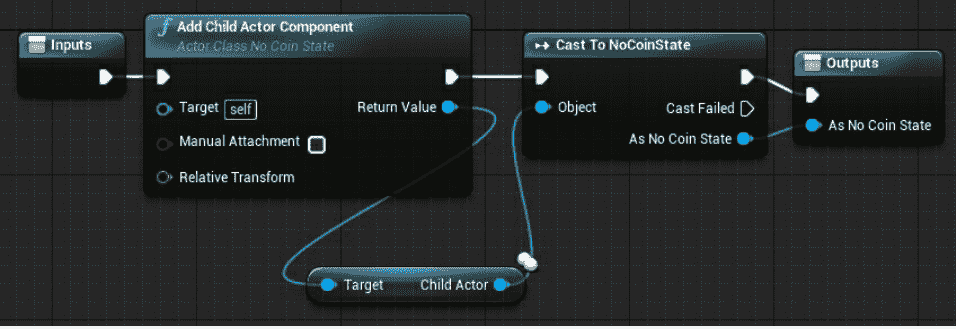 Inputs
Add Child Actor Component
Actor Class No Coin State
Target self
Return Value
Manual Attachment
Relative Transform
Cast To NoCoinState
Object
Cast Failed
As No Coin State
Outputs
As No Coin State
Target
Child Actor